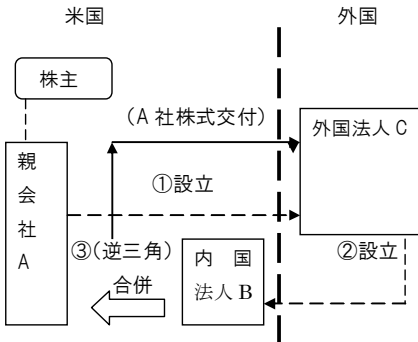 米国
外国
株主
(A 社株式交付)
外国法人 C
親
会
社
A
①設立
③(逆三角)
合併
内 国
法人 B
②設立